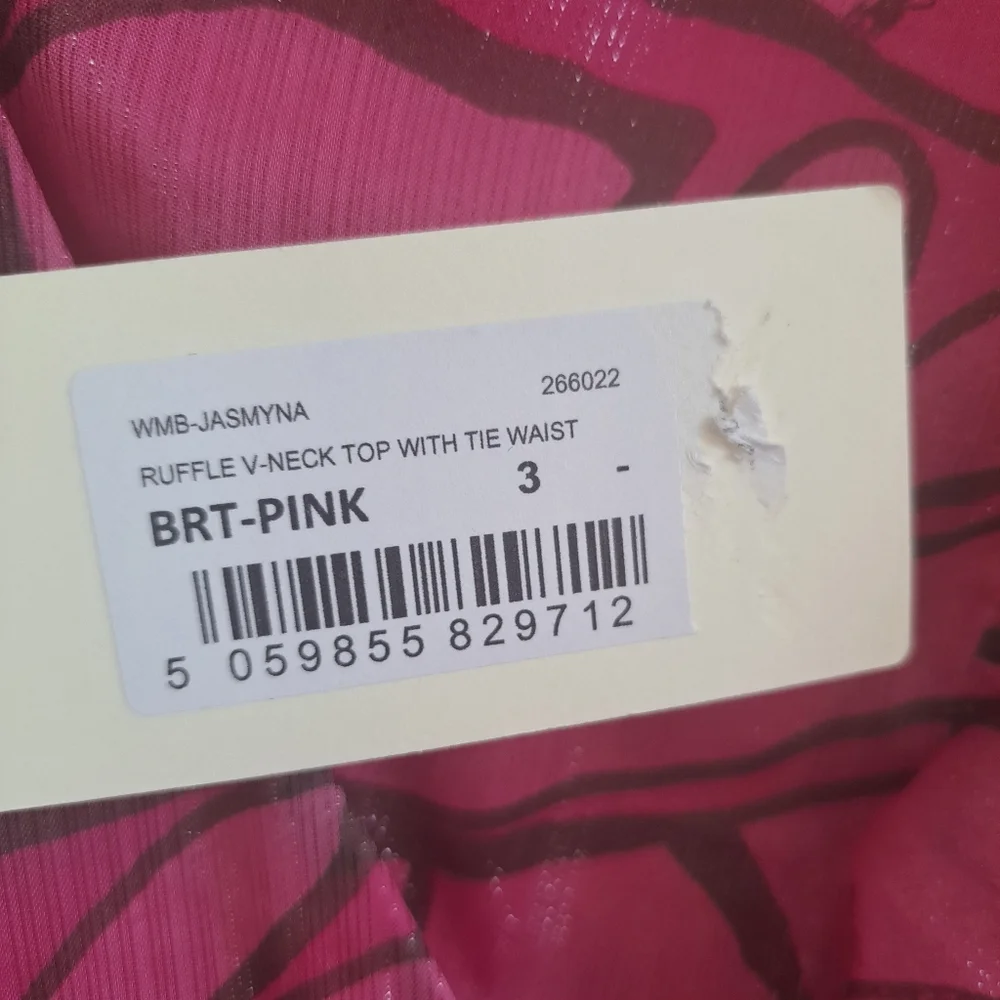 WMB-JASMYNA 266022
RUFFLE V-NECK TOP WITH TIE WAIST
BRT-PINK 3 -
5 059855 829712